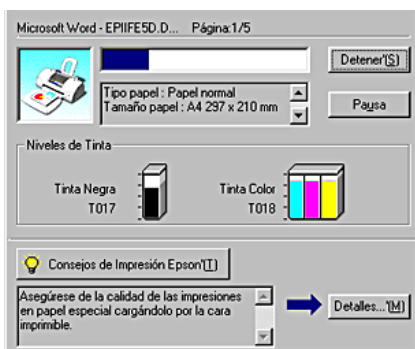 Microsoft Word - EPIIFE5D.D... Página:1/5
Detener'(S)
Tipo papel : Papel normal
Tamaño papel : A4 297 x 210 mm
Pausa
Niveles de Tinta
Tinta Negra
T017
Tinta Color
T018
Consejos de Impresión Epson'(T)
Asegúrese de la calidad de las impresiones
en papel especial cargándolo por la cara
imprimible.
Detalles...'(M)